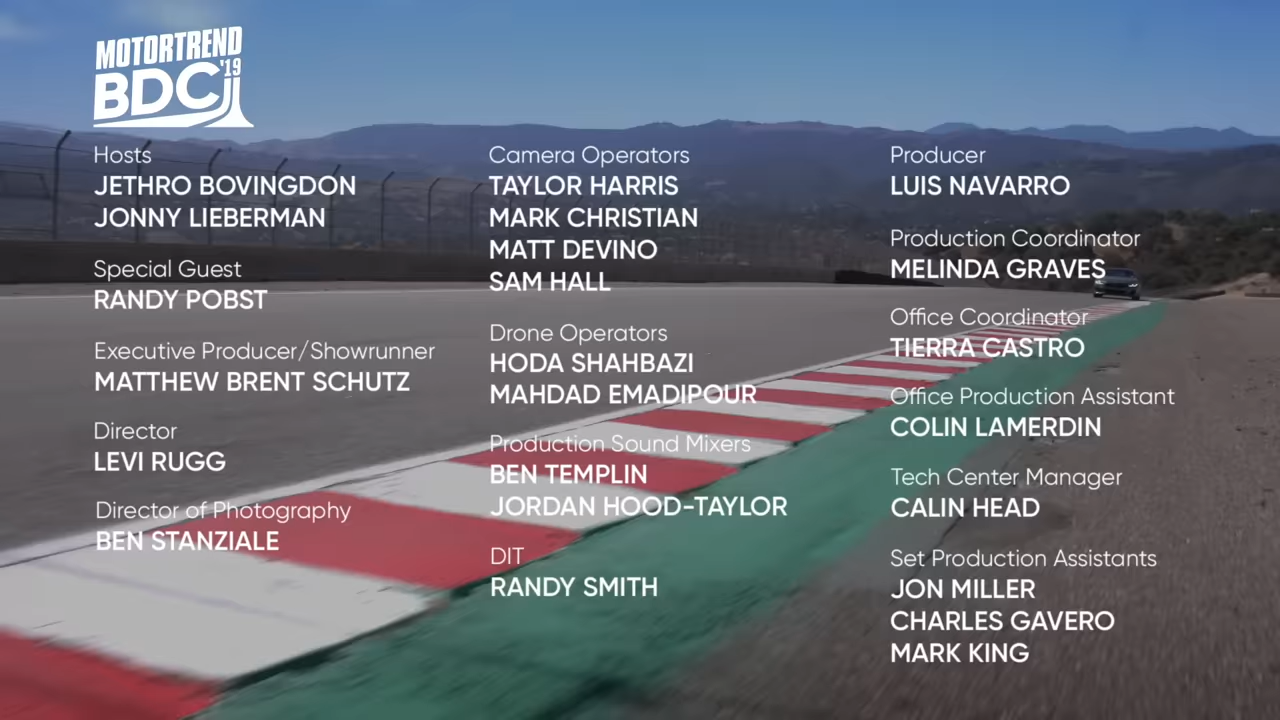 MOTORTREND
BDC '19
Hosts
JETHRO BOVINGDON
JONNY LIEBERMAN
Special Guest
RANDY POBST
Executive Producer/Showrunner
MATTHEW BRENT SCHUTZ
Director
LEVI RUGG
Director of Photography
BEN STANZIALE
Camera Operators
TAYLOR HARRIS
MARK CHRISTIAN
MATT DEVINO
SAM HALL
Drone Operators
HODA SHAHBAZI
MAHDAD EMADIPOUR
Production Sound Mixers
BEN TEMPLIN
JORDAN HOOD-TAYLOR
DIT
RANDY SMITH
Producer
LUIS NAVARRO
Production Coordinator
MELINDA GRAVES
Office Coordinator
TIERRA CASTRO
Office Production Assistant
COLIN LAMERDIN
Tech Center Manager
CALIN HEAD
Set Production Assistants
JON MILLER
CHARLES GAVERO
MARK KING